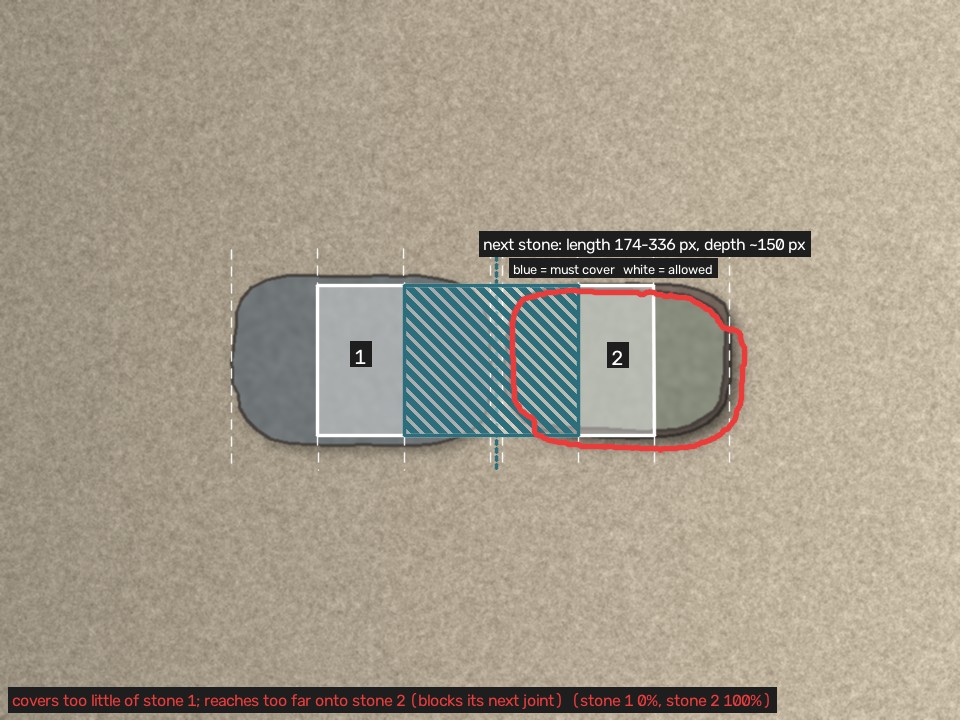 next stone: length 174-336 px, depth ~150 px
blue = must cover white = allowed
1
2
covers too little of stone 1; reaches too far onto stone 2 (blocks its next joint) (stone 1 0%, stone 2 100%)